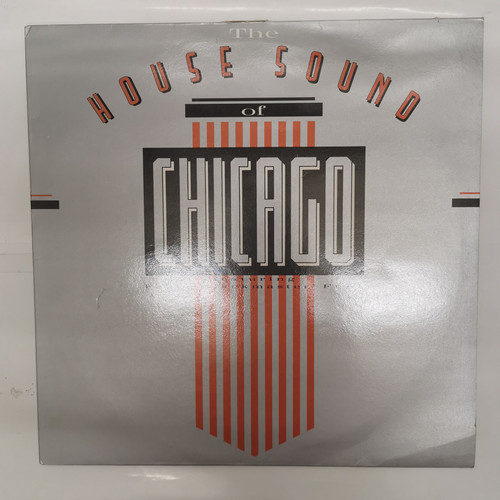 The
HOUSE SOUND
of
CHICAGO